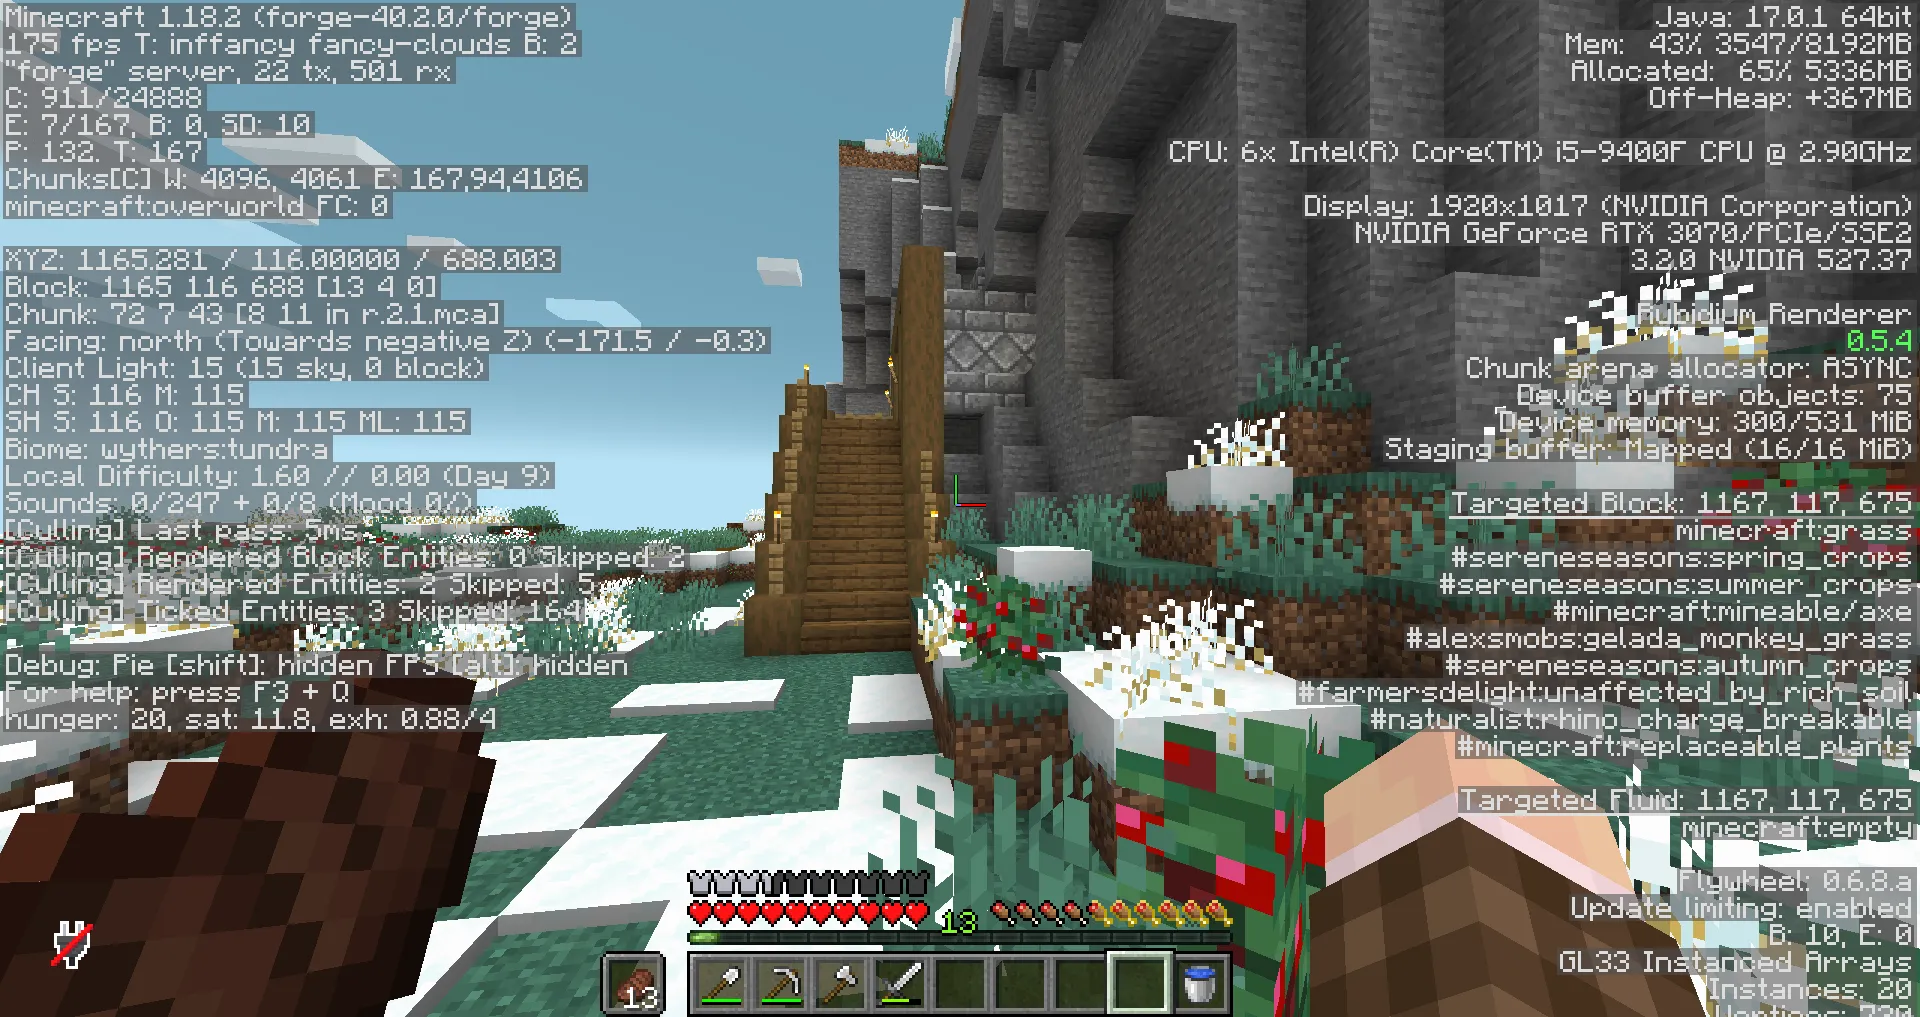 Minecraft 1.18.2 (forge-40.2.0/forge)
175 fps T: inffancy fancy-clouds B: 2
"forge" server, 22 tx, 501 rx
C: 911/24888
E: 7/167, B: 0, SD: 10
P: 132. T: 167
Chunks[C] W: 4096, 4061 E: 167,94,4106
minecraft:overworld FC: 0
XYZ: 1165.281 / 116.00000 / 688.003
Block: 1165 116 688 [13 4 0]
Chunk: 72 7 43 [8 11 in r.2.1.mca]
Facing: north (Towards negative Z) (-171.5 / -0.3)
Client Light: 15 (15 sky, 0 block)
CH S: 116 M: 115
SH S: 116 O: 115 M: 115 ML: 115
Biome: wythers:tundra
Local Difficulty: 1.60 // 0.00 (Day 9)
Sounds: 0/247 + 0/8 (Mood 0%)
[Culling] Last pass: 5ms
[Culling] Rendered Block Entities: 0 Skipped: 2
[Culling] Rendered Entities: 2 Skipped: 5
[Culling] Ticked Entities: 3 Skipped: 164
Debug: Pie [shift]: hidden FPS [alt]: hidden
For help: press F3 + Q
hunger: 20, sat: 11.8, exh: 0.88/4
Java: 17.0.1 64bit
Mem: 43% 3547/8192MB
Allocated: 65% 5336MB
Off-Heap: +367MB
CPU: 6x Intel(R) Core(TM) i5-9400F CPU @ 2.90GHz
Display: 1920x1017 (NVIDIA Corporation)
NVIDIA GeForce RTX 3070/PCIe/SSE2
3.2.0 NVIDIA 527.37
Rubidium Renderer
0.5.4
Chunk arena allocator: ASYNC
Device buffer objects: 75
Device memory: 300/531 MiB
Staging buffer: Mapped (16/16 MiB)
Targeted Block: 1167, 117, 675
minecraft:grass
#sereneseasons:spring_crops
#sereneseasons:summer_crops
#minecraft:mineable/axe
#alexsmobs:gelada_monkey_grass
#sereneseasons:autumn_crops
#farmersdelight:unaffected_by_rich_soil
#naturalist:rhino_charge_breakable
#minecraft:replaceable_plants
Targeted Fluid: 1167, 117, 675
minecraft:empty
Flywheel: 0.6.8.a
Update limiting: enabled
B: 10, E: 0
GL33 Instanced Arrays
Instances: 20
13
13